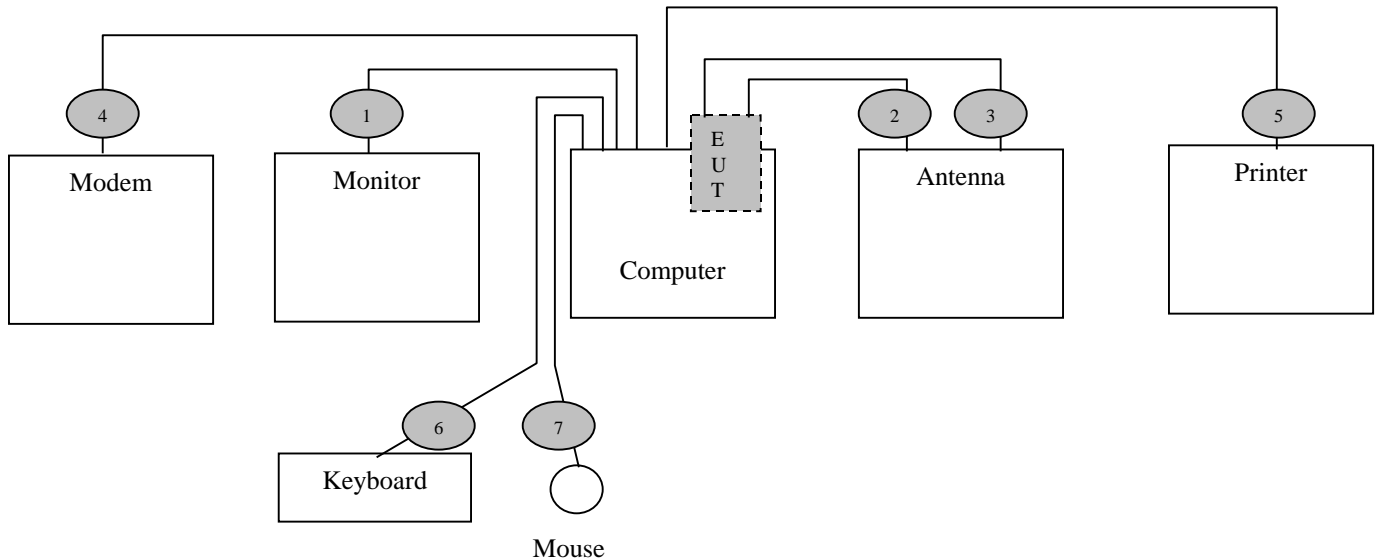 4
1
2
3
5
E
U
T
Modem
Monitor
Antenna
Printer
Computer
6
7
Keyboard
Mouse